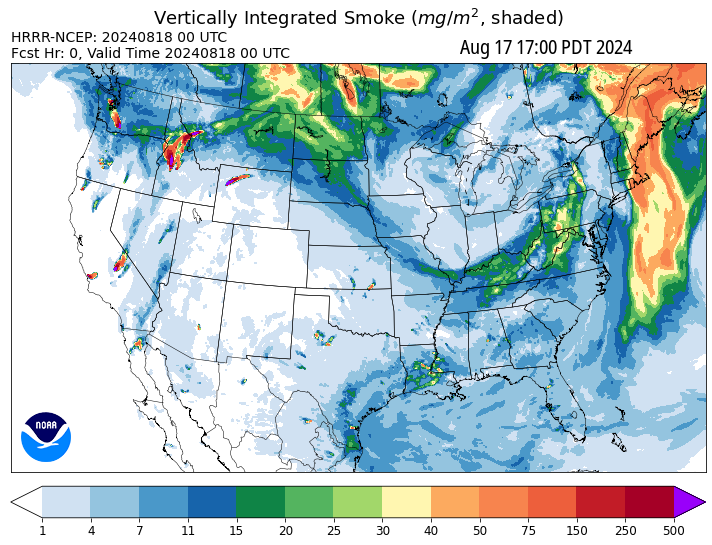 Vertically Integrated Smoke (mg/m², shaded)
HRRR-NCEP: 20240818 00 UTC
Fcst Hr: 0, Valid Time 20240818 00 UTC
Aug 17 17:00 PDT 2024
NOAA
1 4 7 11 15 20 25 30 40 50 75 150 250 500